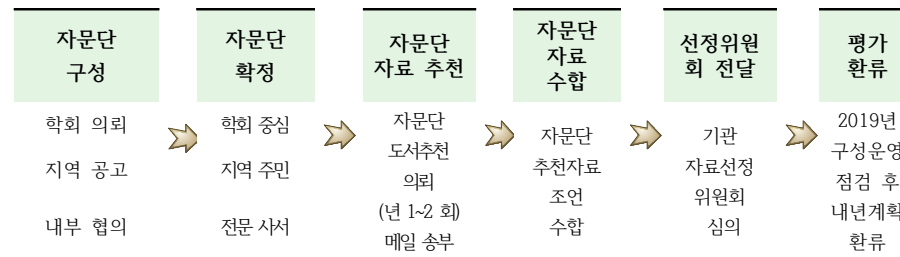 자문단
구성
학회 의뢰
지역 공고
내부 협의
자문단
확정
학회 중심
지역 주민
전문 사서
자문단
자료 추천
자문단
도서추천
의뢰
(년 1~2 회)
메일 송부
자문단
자료
수합
자문단
추천자료
조언
수합
선정위원
회 전달
기관
자료선정
위원회
심의
평가
환류
2019년
구성운영
점검 후
내년계획
환류